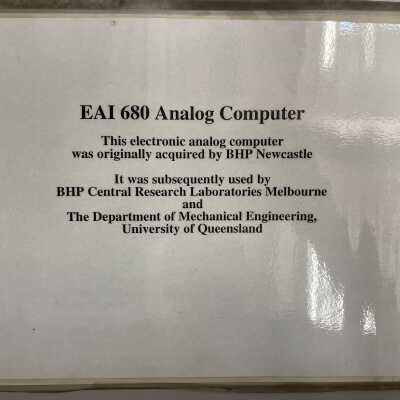 EAI 680 Analog Computer
This electronic analog computer
was originally acquired by BHP Newcastle
It was subsequently used by
BHP Central Research Laboratories Melbourne
and
The Department of Mechanical Engineering,
University of Queensland